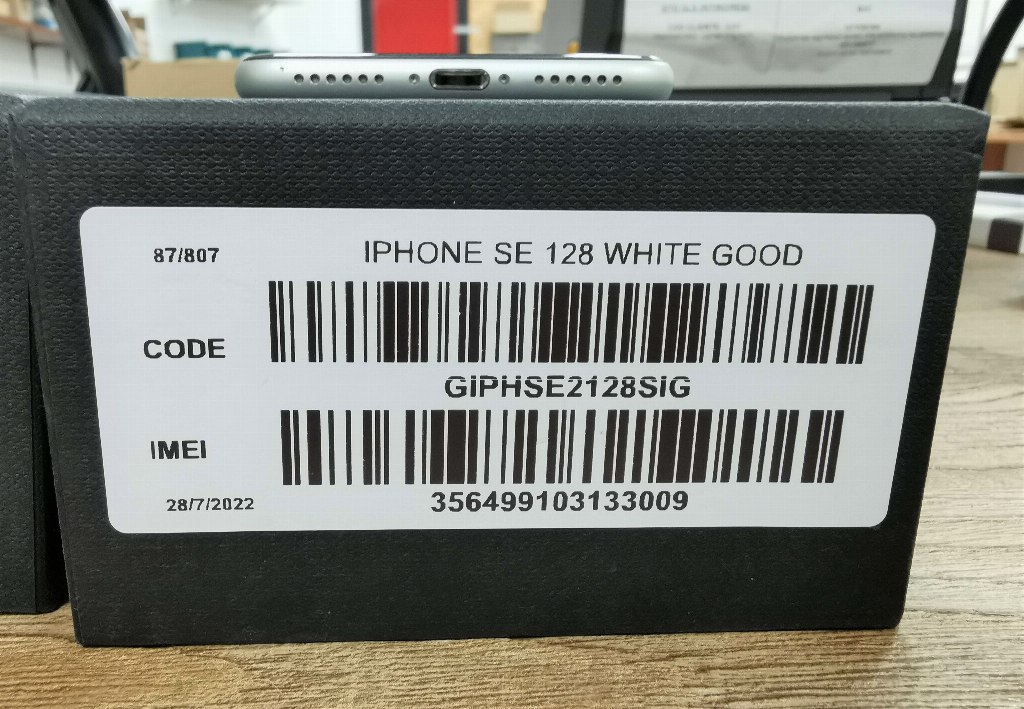 87/807
IPHONE SE 128 WHITE GOOD
CODE
GiPHSE2128SiG
IMEI
28/7/2022
356499103133009